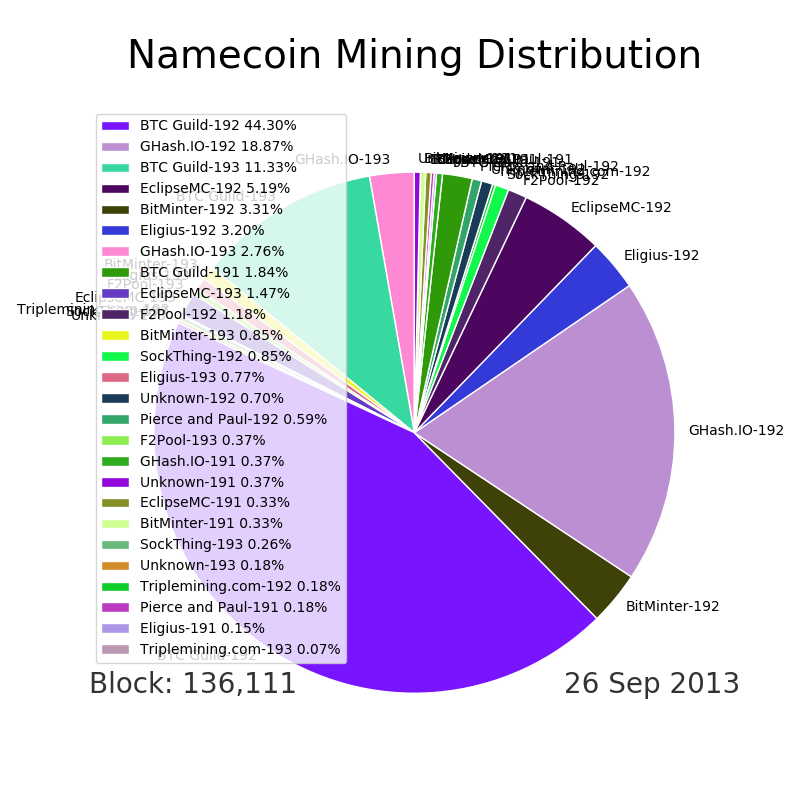 Namecoin Mining Distribution
BTC Guild-192 44.30%
GHash.IO-192 18.87%
BTC Guild-193 11.33%
EclipseMC-192 5.19%
BitMinter-192 3.31%
Eligius-192 3.20%
GHash.IO-193 2.76%
BTC Guild-191 1.84%
EclipseMC-193 1.47%
F2Pool-192 1.18%
BitMinter-193 0.85%
SockThing-192 0.85%
Eligius-193 0.77%
Unknown-192 0.70%
Pierce and Paul-192 0.59%
F2Pool-193 0.37%
GHash.IO-191 0.37%
Unknown-191 0.37%
EclipseMC-191 0.33%
BitMinter-191 0.33%
SockThing-193 0.26%
Unknown-193 0.18%
Triplemining.com-192 0.18%
Pierce and Paul-191 0.18%
Eligius-191 0.15%
Triplemining.com-193 0.07%
GHash.IO-193
BTC Guild-193
BitMinter-193
F2Pool-193
F2Pool-192
EclipseMC-192
Eligius-192
GHash.IO-192
BitMinter-192
BTC Guild-192
Block: 136,111
26 Sep 2013